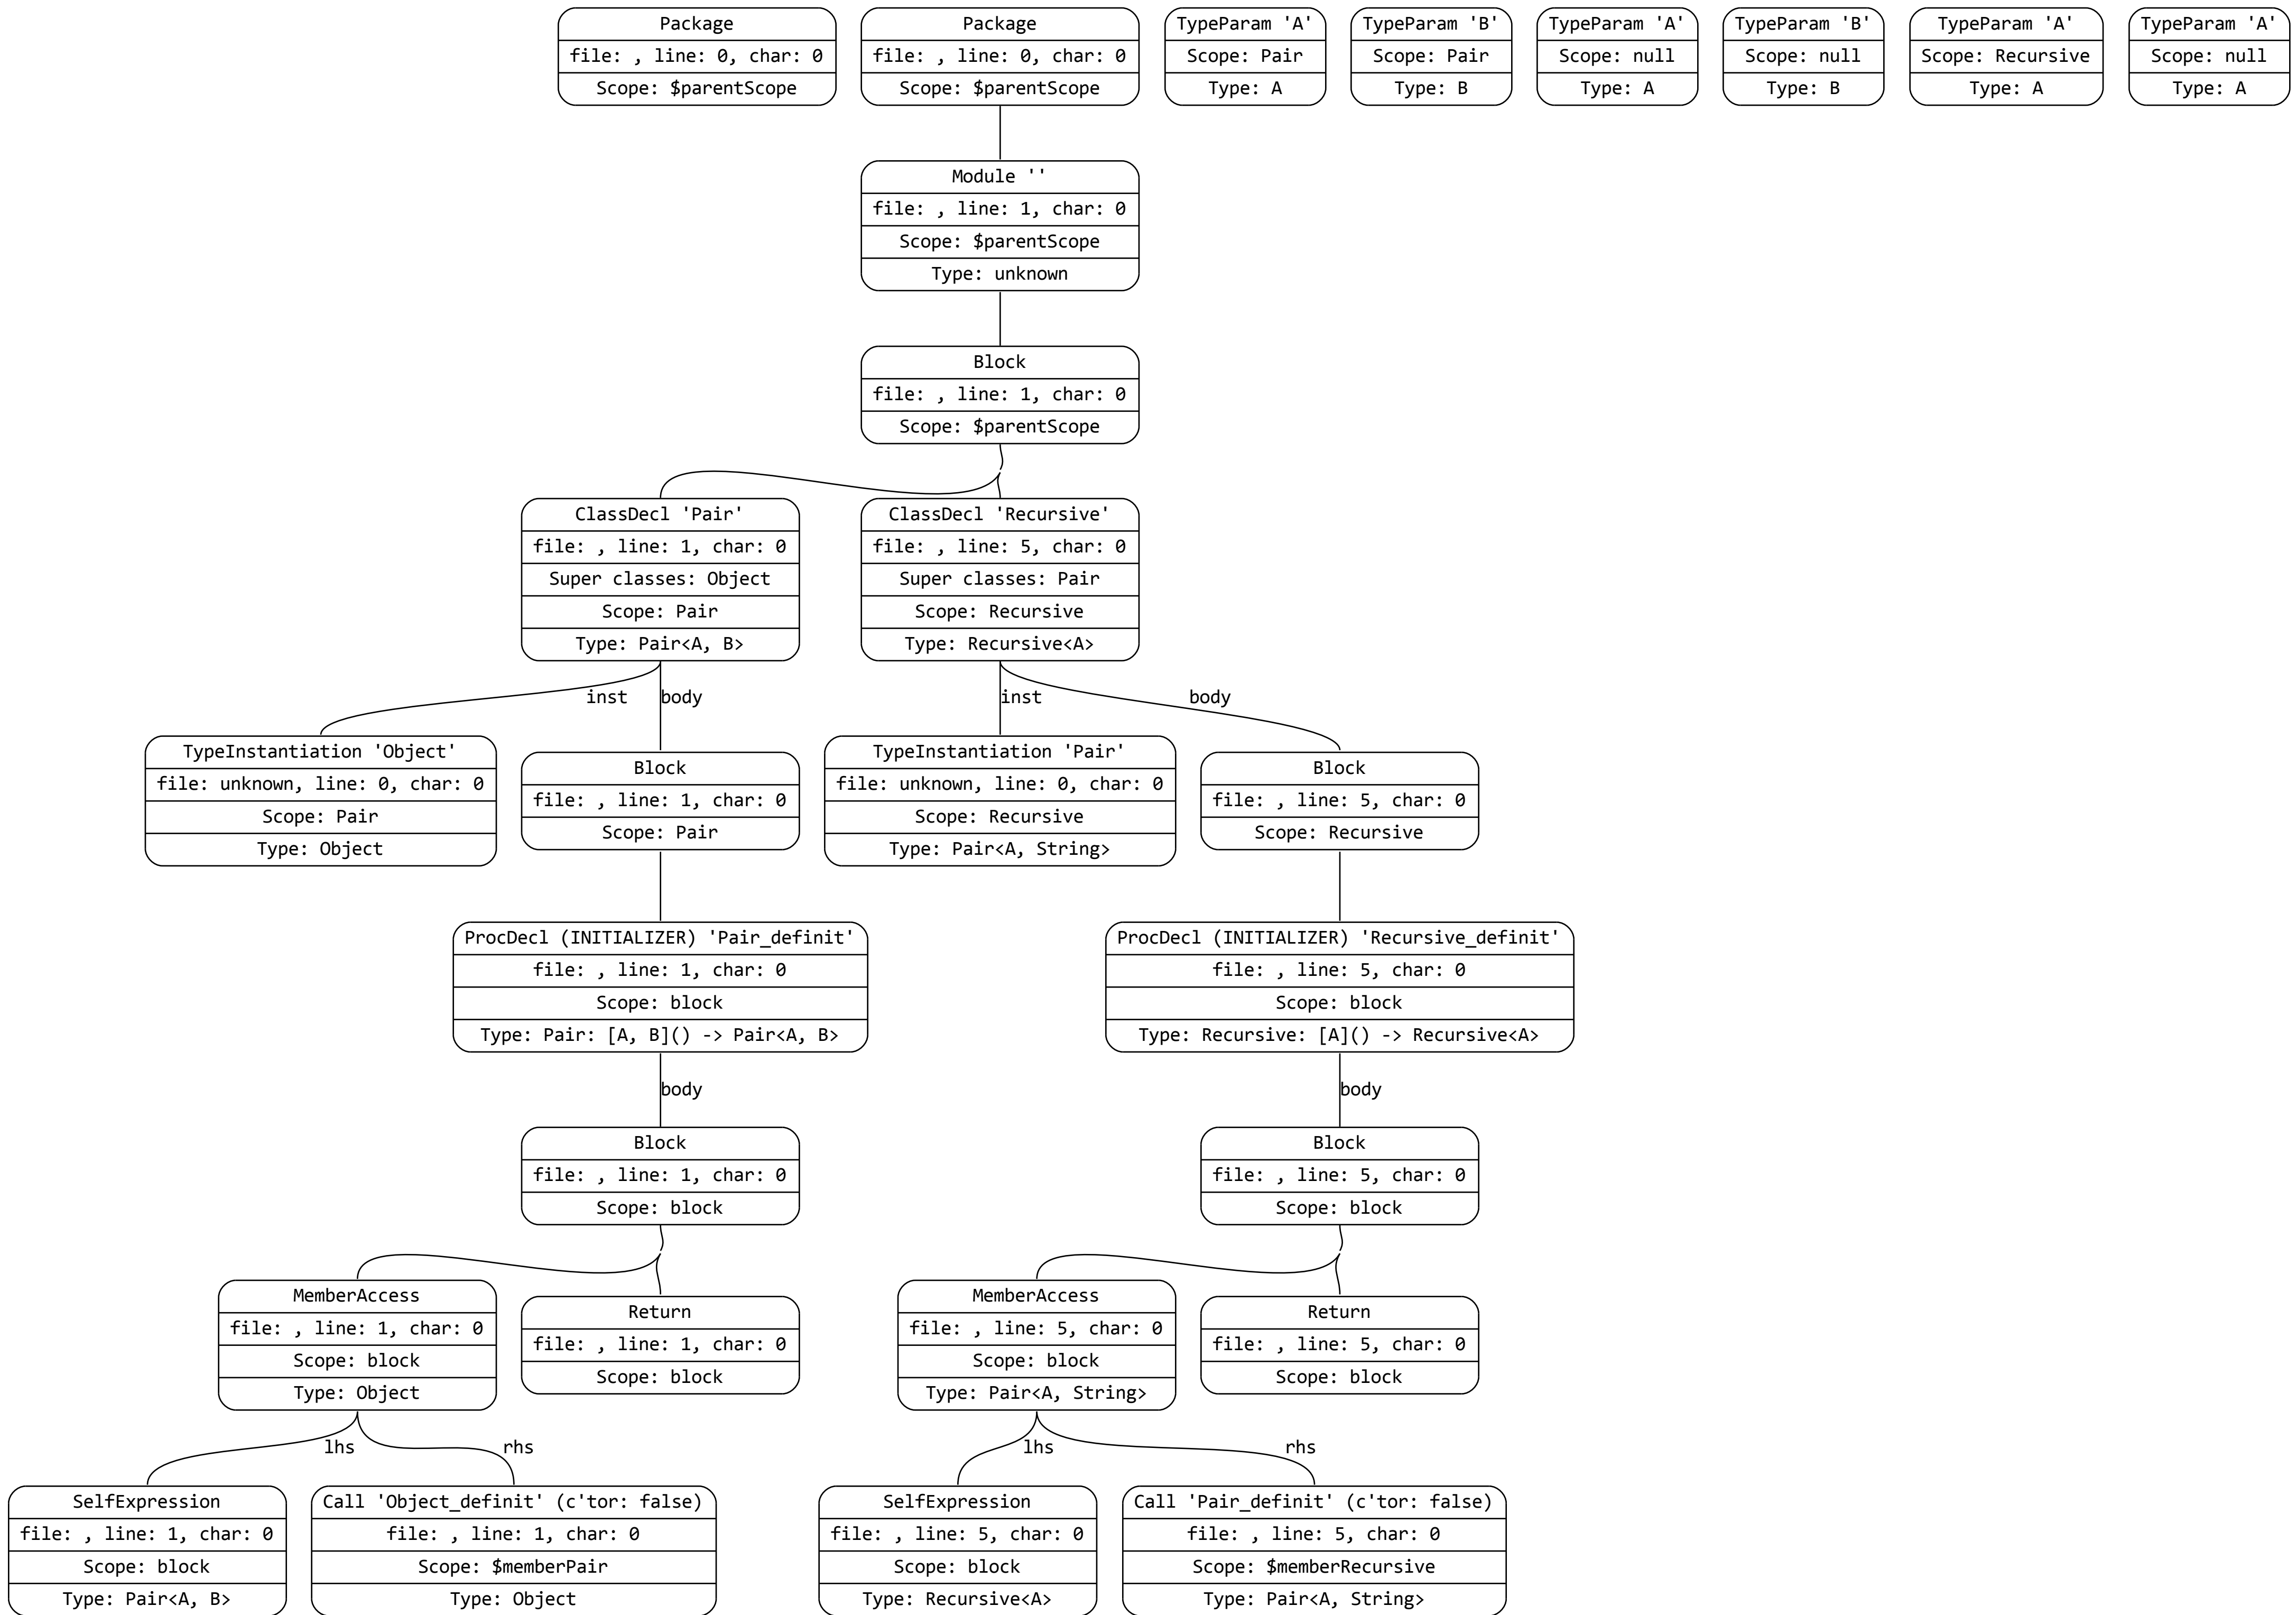 Package
file: , line: 0, char: 0
Scope: $parentScope
Package
file: , line: 0, char: 0
Scope: $parentScope
TypeParam 'A'
Scope: Pair
Type: A
TypeParam 'B'
Scope: Pair
Type: B
TypeParam 'A'
Scope: null
Type: A
TypeParam 'B'
Scope: null
Type: B
TypeParam 'A'
Scope: Recursive
Type: A
TypeParam 'A'
Scope: null
Type: A
Module ''
file: , line: 1, char: 0
Scope: $parentScope
Type: unknown
Block
file: , line: 1, char: 0
Scope: $parentScope
ClassDecl 'Pair'
file: , line: 1, char: 0
Super classes: Object
Scope: Pair
Type: Pair<A, B>
ClassDecl 'Recursive'
file: , line: 5, char: 0
Super classes: Pair
Scope: Recursive
Type: Recursive<A>
inst
body
inst
body
TypeInstantiation 'Object'
file: unknown, line: 0, char: 0
Scope: Pair
Type: Object
Block
file: , line: 1, char: 0
Scope: Pair
TypeInstantiation 'Pair'
file: unknown, line: 0, char: 0
Scope: Recursive
Type: Pair<A, String>
Block
file: , line: 5, char: 0
Scope: Recursive
ProcDecl (INITIALIZER) 'Pair_definit'
file: , line: 1, char: 0
Scope: block
Type: Pair: [A, B]() -> Pair<A, B>
ProcDecl (INITIALIZER) 'Recursive_definit'
file: , line: 5, char: 0
Scope: block
Type: Recursive: [A]() -> Recursive<A>
body
body
Block
file: , line: 1, char: 0
Scope: block
Block
file: , line: 5, char: 0
Scope: block
MemberAccess
file: , line: 1, char: 0
Scope: block
Type: Object
Return
file: , line: 1, char: 0
Scope: block
MemberAccess
file: , line: 5, char: 0
Scope: block
Type: Pair<A, String>
Return
file: , line: 5, char: 0
Scope: block
lhs
rhs
lhs
rhs
SelfExpression
file: , line: 1, char: 0
Scope: block
Type: Pair<A, B>
Call 'Object_definit' (c'tor: false)
file: , line: 1, char: 0
Scope: $memberPair
Type: Object
SelfExpression
file: , line: 5, char: 0
Scope: block
Type: Recursive<A>
Call 'Pair_definit' (c'tor: false)
file: , line: 5, char: 0
Scope: $memberRecursive
Type: Pair<A, String>